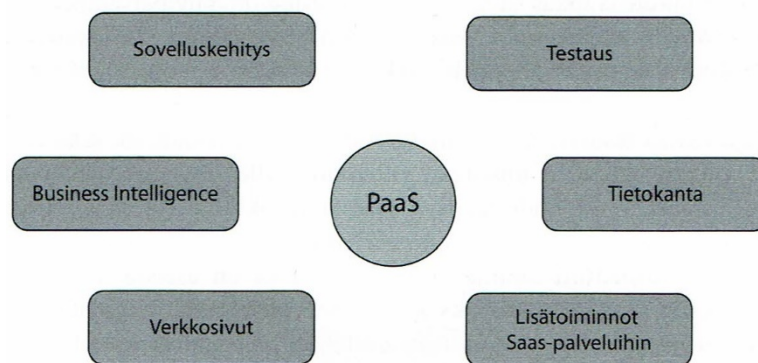 Sovelluskehitys
Testaus
Business Intelligence
PaaS
Tietokanta
Verkkosivut
Lisätoiminnot
Saas-palveluihin